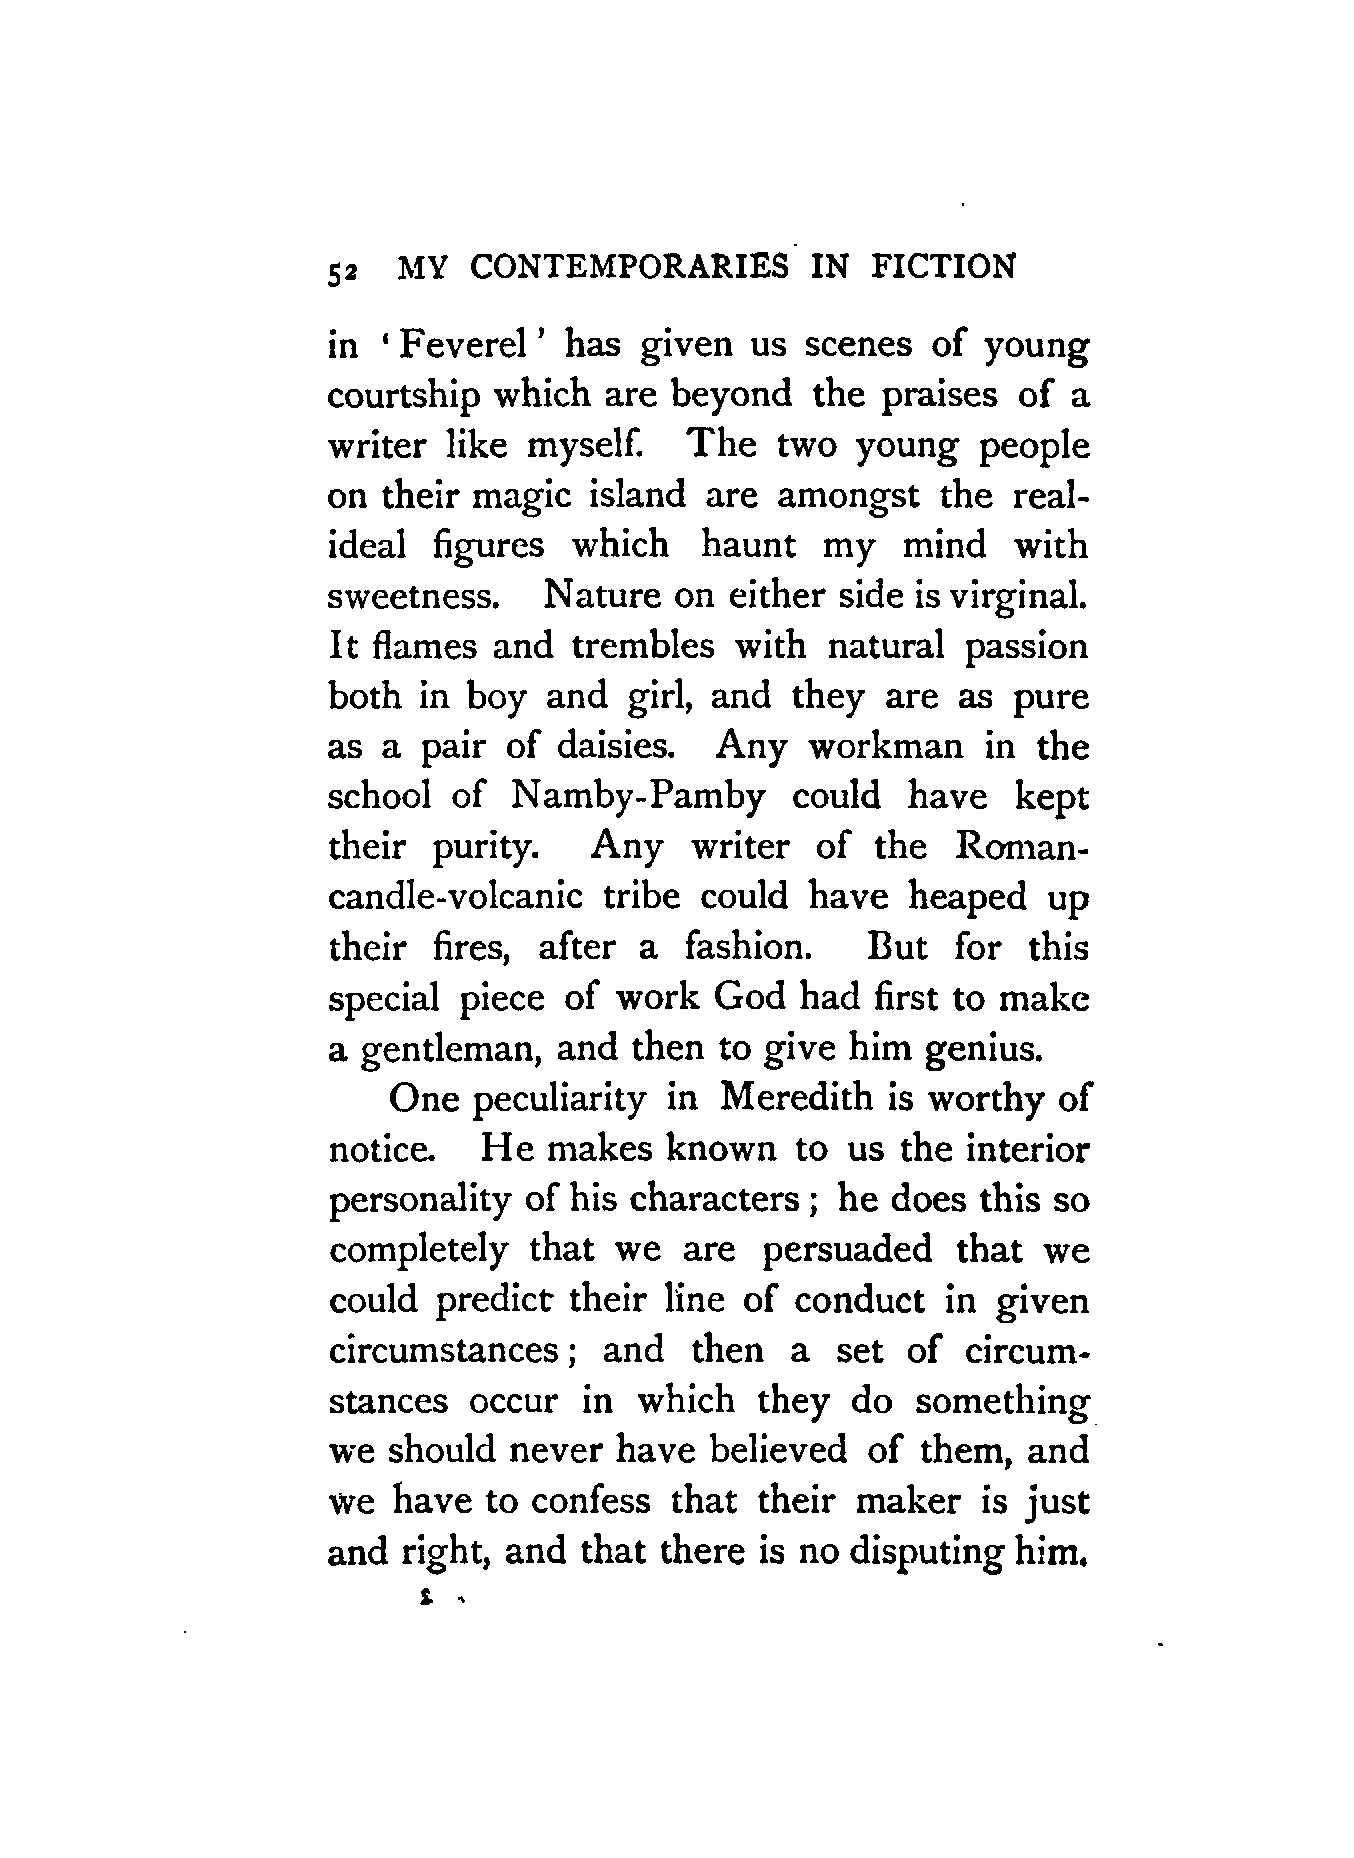 52 MY CONTEMPORARIES IN FICTION
in ‘Feverel’ has given us scenes of young
courtship which are beyond the praises of a
writer like myself. The two young people
on their magic island are amongst the real-
ideal figures which haunt my mind with
sweetness. Nature on either side is virginal.
It flames and trembles with natural passion
both in boy and girl, and they are as pure
as a pair of daisies. Any workman in the
school of Namby-Pamby could have kept
their purity. Any writer of the Roman-
candle-volcanic tribe could have heaped up
their fires, after a fashion. But for this
special piece of work God had first to make
a gentleman, and then to give him genius.
One peculiarity in Meredith is worthy of
notice. He makes known to us the interior
personality of his characters; he does this so
completely that we are persuaded that we
could predict their line of conduct in given
circumstances; and then a set of circum-
stances occur in which they do something
we should never have believed of them, and
we have to confess that their maker is just
and right, and that there is no disputing him.